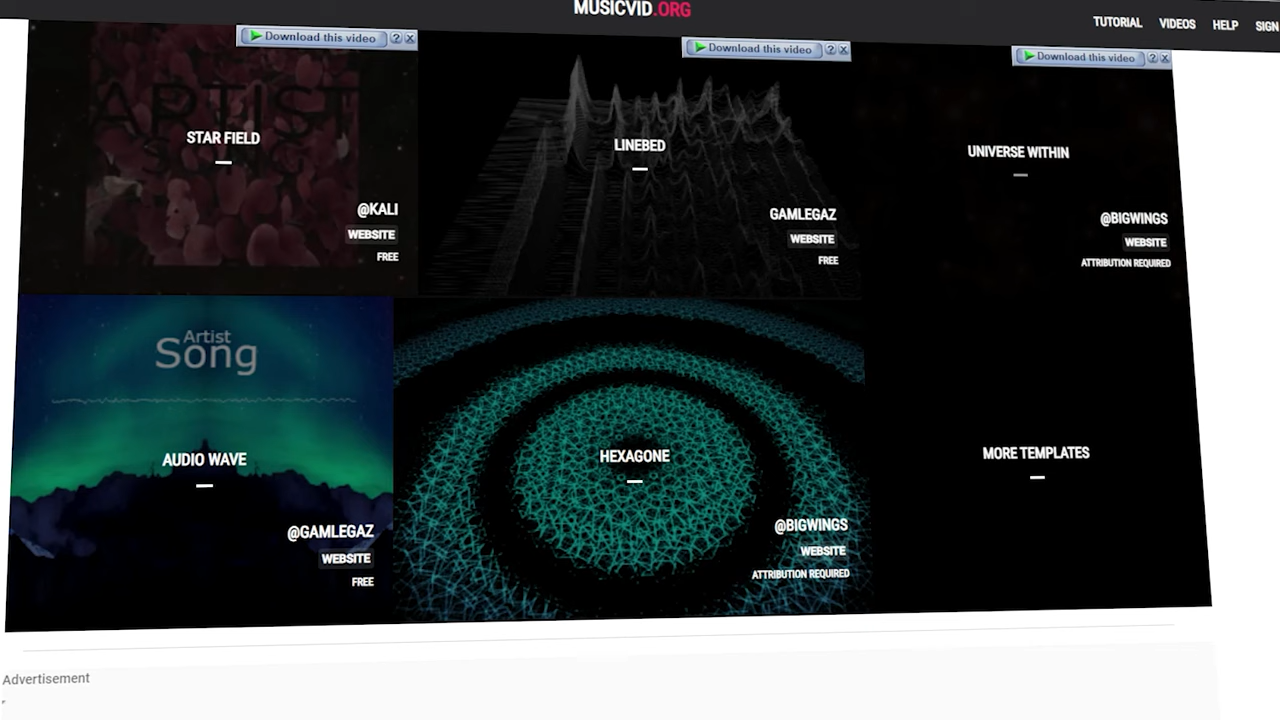 MUSICVID.ORG
TUTORIAL VIDEOS HELP SIGN
Download this video ? X
Download this video ? X
Download this video ? X
ARTIST
SONG
STAR FIELD
@KALI
WEBSITE
FREE
LINEBED
GAMLEGAZ
WEBSITE
FREE
UNIVERSE WITHIN
@BIGWINGS
WEBSITE
ATTRIBUTION REQUIRED
Artist
Song
AUDIO WAVE
@GAMLEGAZ
WEBSITE
FREE
HEXAGONE
@BIGWINGS
WEBSITE
ATTRIBUTION REQUIRED
MORE TEMPLATES
Advertisement